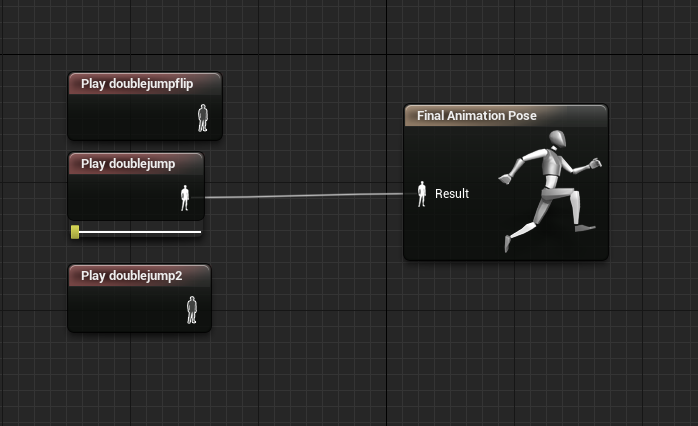 Play doublejumpflip
Play doublejump
Final Animation Pose
Result
Play doublejump2